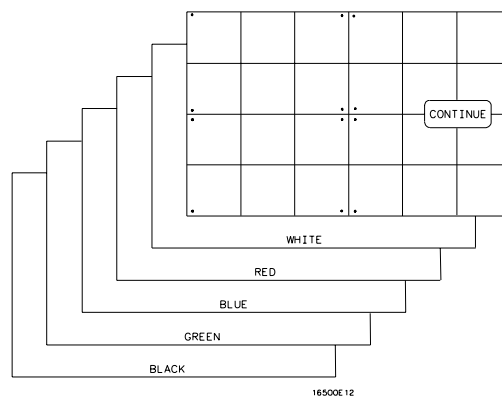 CONTINUE
WHITE
RED
BLUE
GREEN
BLACK
16500E12